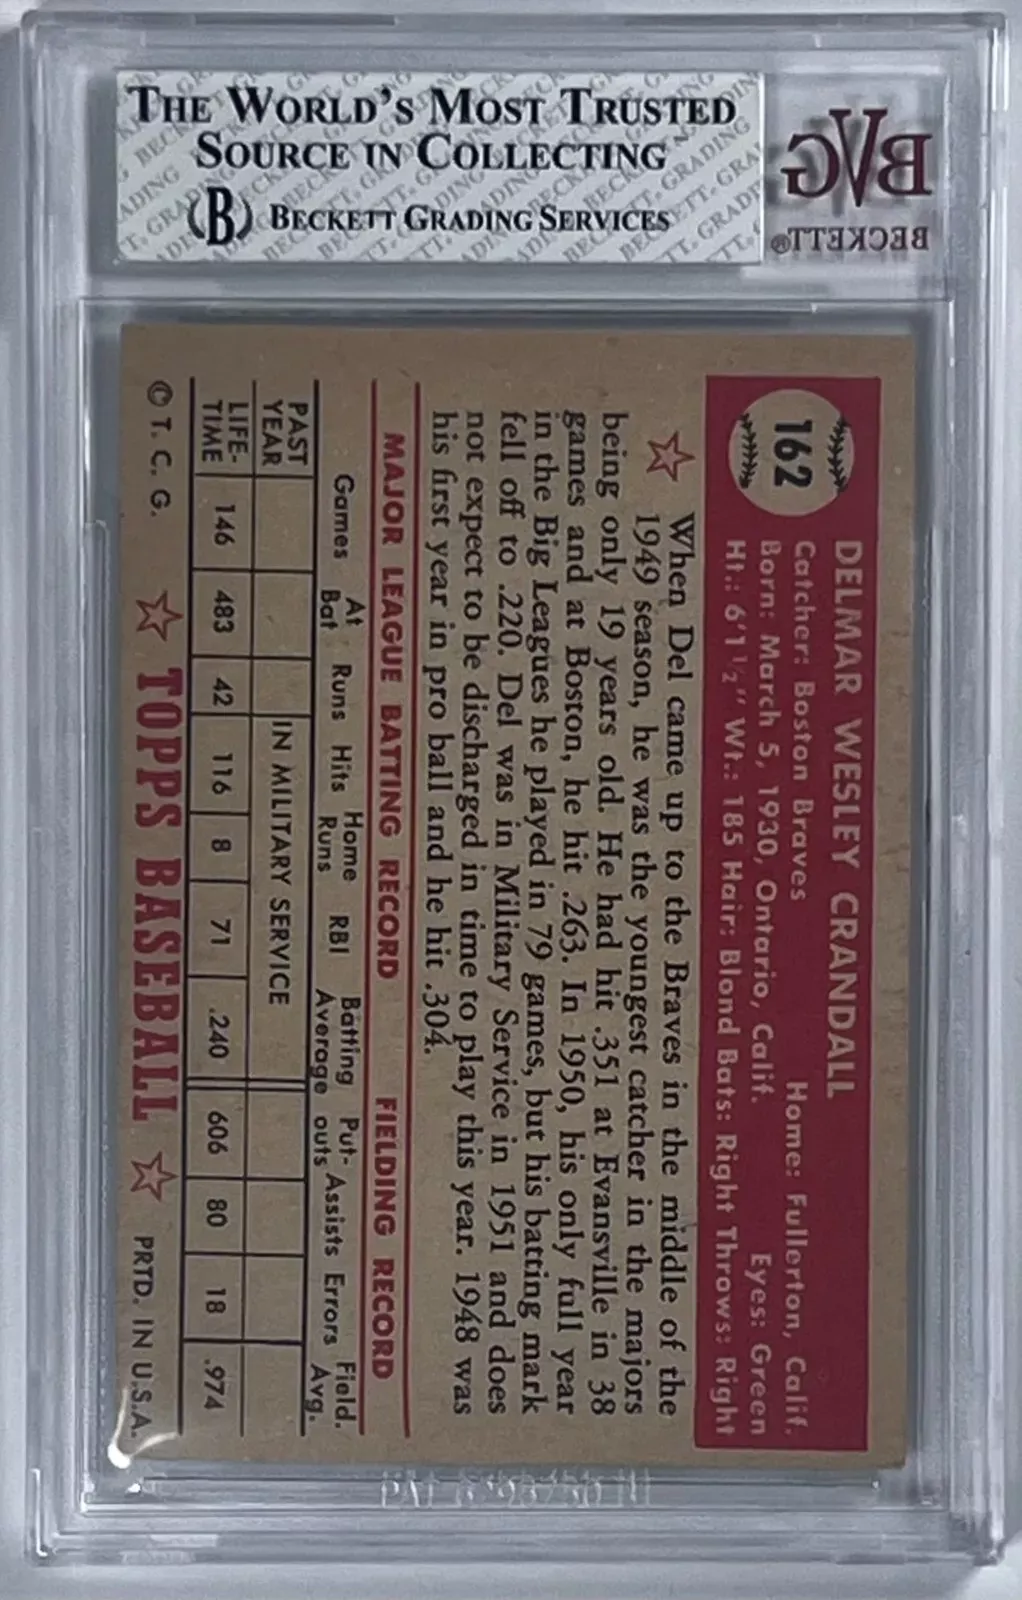 THE WORLD'S MOST TRUSTED
SOURCE IN COLLECTING
(B) BECKETT GRADING SERVICES
BVG
BECKETT®
162
DELMAR WESLEY CRANDALL
Catcher: Boston Braves Home: Fullerton, Calif.
Born: March 5, 1930, Ontario, Calif. Eyes: Green
Ht.: 6'1½" Wt.: 185 Hair: Blond Bats: Right Throws: Right
When Del came up to the Braves in the middle of the
1949 season, he was the youngest catcher in the majors
being only 19 years old. He had hit .351 at Evansville in 38
games and at Boston, he hit .263. In 1950, his only full year
in the Big Leagues he played in 79 games, but his batting mark
fell off to .220. Del was in Military Service in 1951 and does
not expect to be discharged in time to play this year. 1948 was
his first year in pro ball and he hit .304.
MAJOR LEAGUE BATTING RECORD FIELDING RECORD
Games At Bat Runs Hits Home Runs RBI Batting Average Put-outs Assists Errors Field. Avg.
PAST YEAR IN MILITARY SERVICE
LIFE-TIME 146 483 42 116 8 71 .240 606 80 18 .974
© T. C. G. TOPPS BASEBALL PRTD. IN U.S.A.